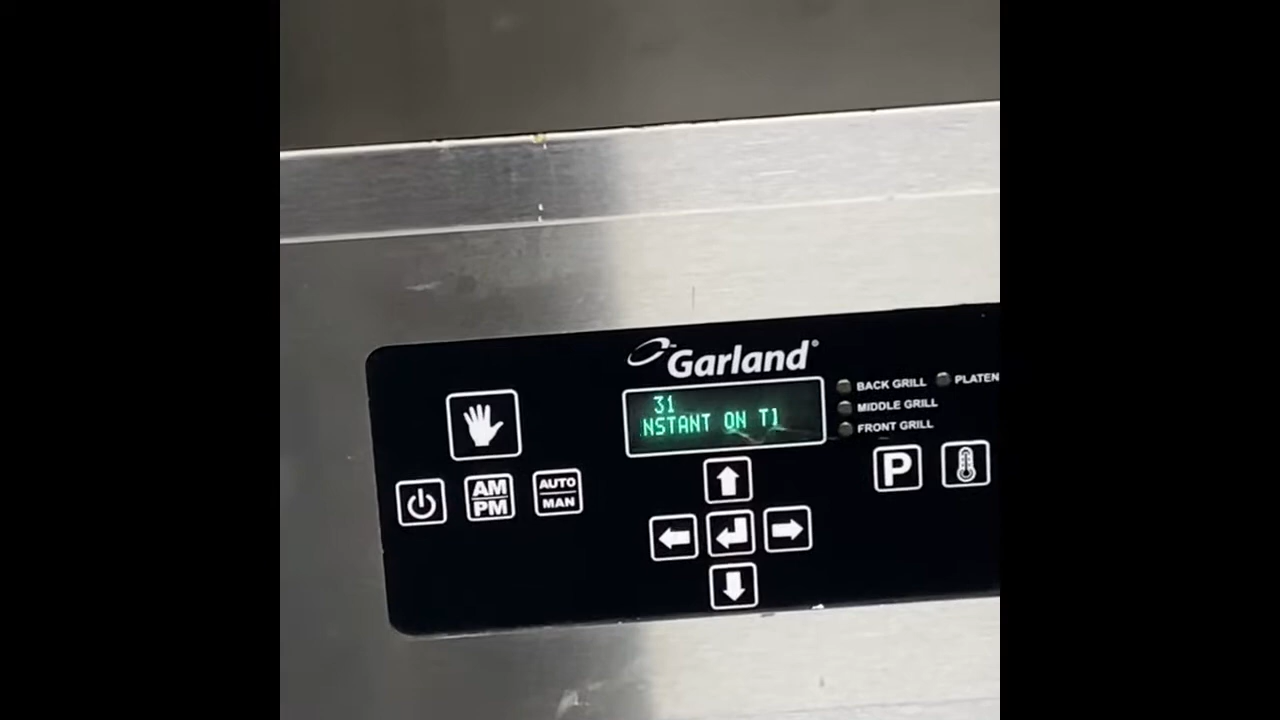 Garland®
31
NSTANT ON T1
BACK GRILL
PLATEN
MIDDLE GRILL
FRONT GRILL
AM
PM
AUTO
MAN
P